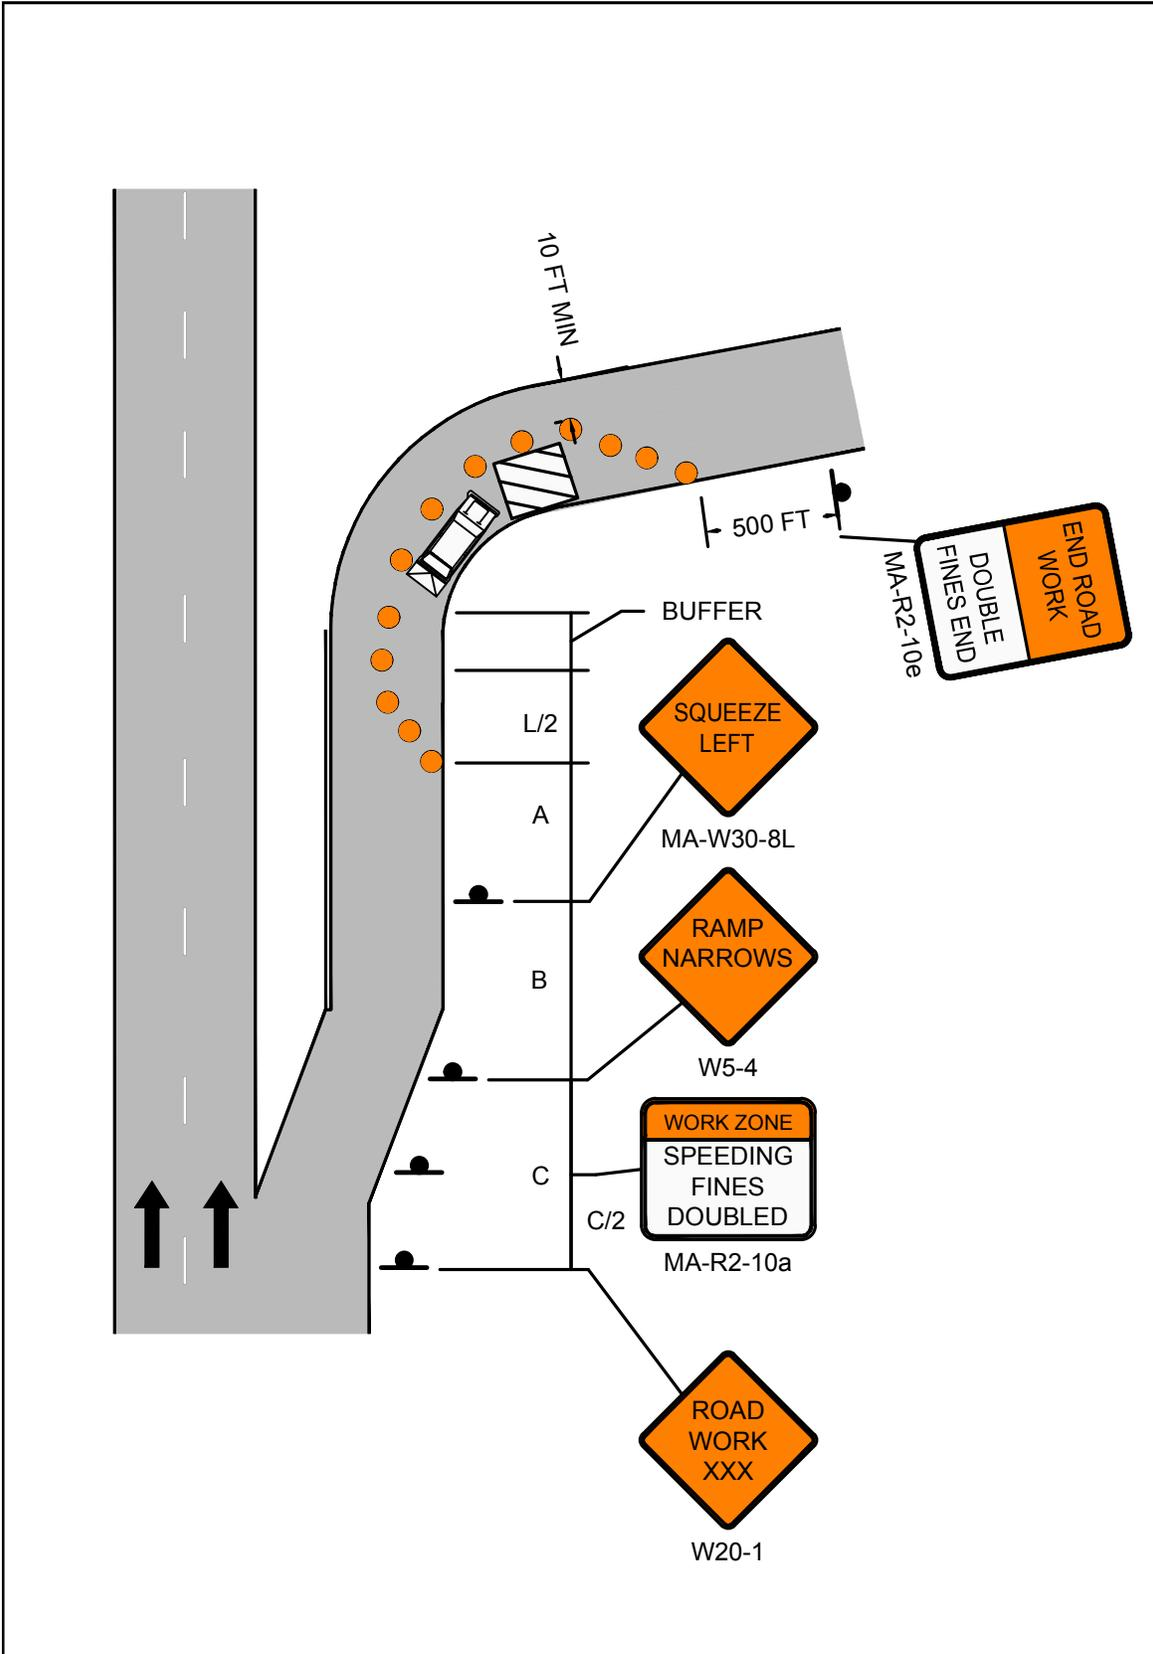 10 FT MIN
500 FT
END ROAD
WORK
DOUBLE
FINES END
MA-R2-10e
BUFFER
SQUEEZE
LEFT
L/2
A
MA-W30-8L
RAMP
NARROWS
B
W5-4
WORK ZONE
SPEEDING
FINES
DOUBLED
C
C/2
MA-R2-10a
ROAD
WORK
XXX
W20-1